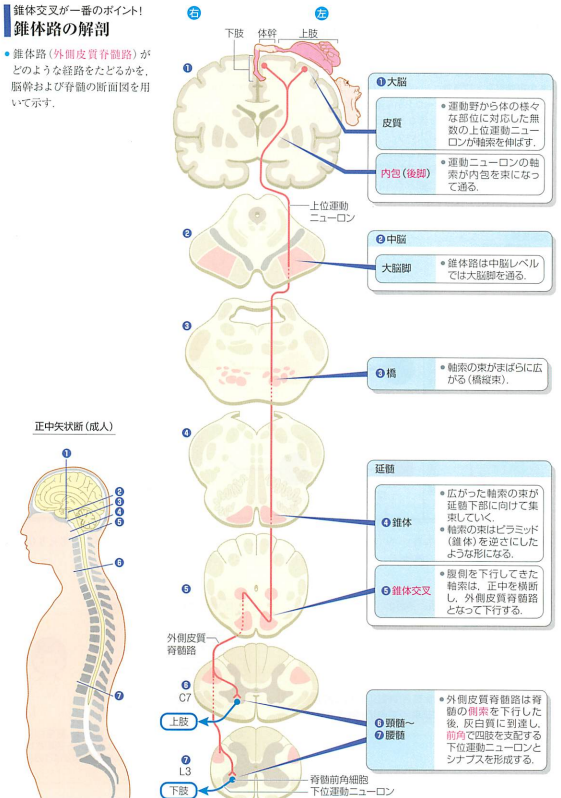 錐体交叉が一番のポイント!
錐体路の解剖
●錐体路(外側皮質脊髄路)が
どのような経路をたどるかを,
脳幹および脊髄の断面図を用
いて示す.
右
左
下肢
体幹
上肢
❶
❶大脳
皮質
●運動野から体の様々
な部位に対応した無
数の上位運動ニュー
ロンが軸索を伸ばす.
内包(後脚)
●運動ニューロンの軸
索が内包を束になっ
て通る.
上位運動
ニューロン
❷
❷中脳
大脳脚
●錐体路は中脳レベル
では大脳脚を通る.
❸
❸橋
●軸索の束がまばらに広
がる(橋縦束).
❹
延髄
❹錐体
●広がった軸索の束が
延髄下部に向けて集
束していく.
●軸索の束はピラミッド
(錐体)を逆さにした
ような形になる.
❺
❺錐体交叉
●腹側を下行してきた
軸索は,正中を横断
し,外側皮質脊髄路
となって下行する.
外側皮質
脊髄路
❻
C7
上肢
❻頸髄〜
❼腰髄
●外側皮質脊髄路は脊
髄の側索を下行した
後,灰白質に到達し,
前角で四肢を支配する
下位運動ニューロンと
シナプスを形成する.
❼
L3
下肢
脊髄前角細胞
下位運動ニューロン
正中矢状断(成人)
❶
❷
❸
❹
❺
❻
❼